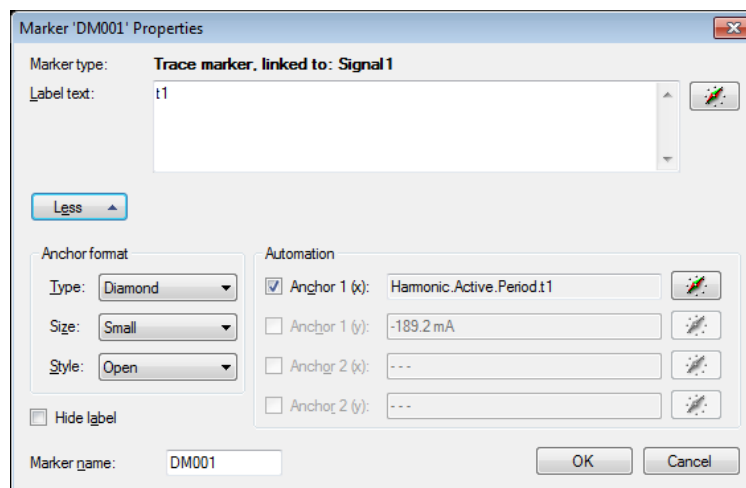 Marker 'DM001' Properties
Marker type: Trace marker, linked to: Signal1
Label text: t1
Less
Anchor format
Type: Diamond
Size: Small
Style: Open
Hide label
Automation
Anchor 1 (x): Harmonic.Active.Period.t1
Anchor 1 (y): -189.2 mA
Anchor 2 (x): - - -
Anchor 2 (y): - - -
Marker name: DM001
OK Cancel